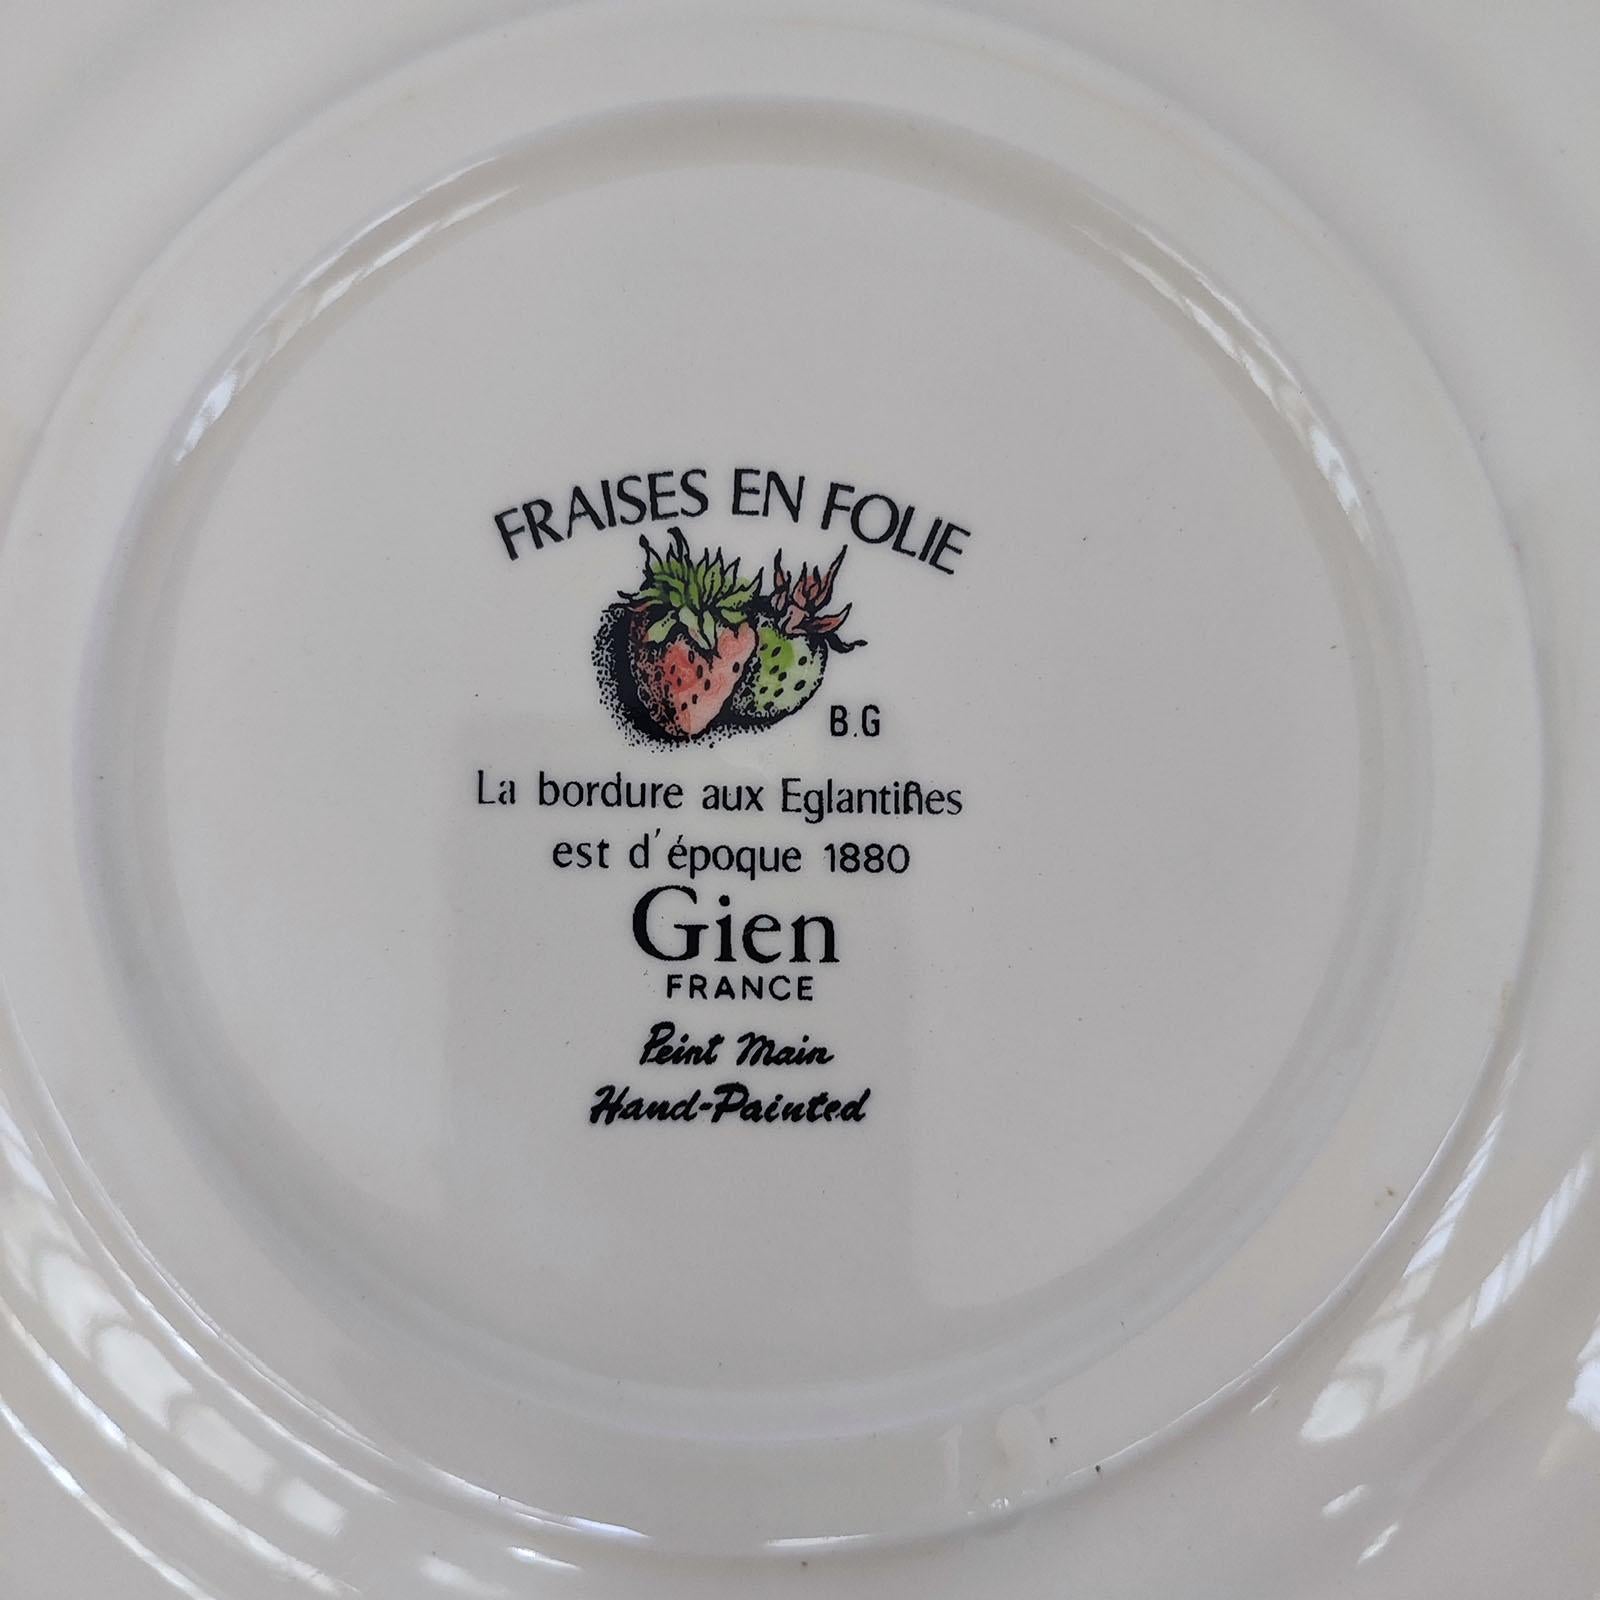 FRAISES EN FOLIE
B.G
La bordure aux Eglantines
est d'époque 1880
Gien
FRANCE
Peint Main
Hand-Painted